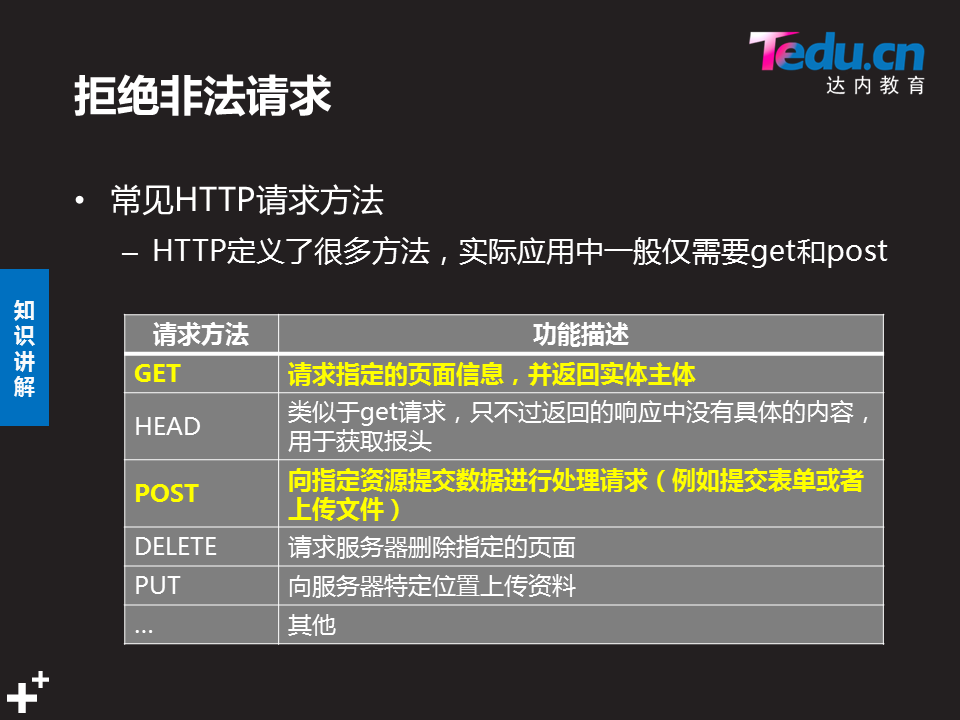 Tedu.cn
达内教育
拒绝非法请求
• 常见HTTP请求方法
– HTTP定义了很多方法，实际应用中一般仅需要get和post
知
识
讲
解
请求方法 功能描述
GET 请求指定的页面信息，并返回实体主体
HEAD 类似于get请求，只不过返回的响应中没有具体的内容，
用于获取报头
POST 向指定资源提交数据进行处理请求（例如提交表单或者
上传文件）
DELETE 请求服务器删除指定的页面
PUT 向服务器特定位置上传资料
... 其他